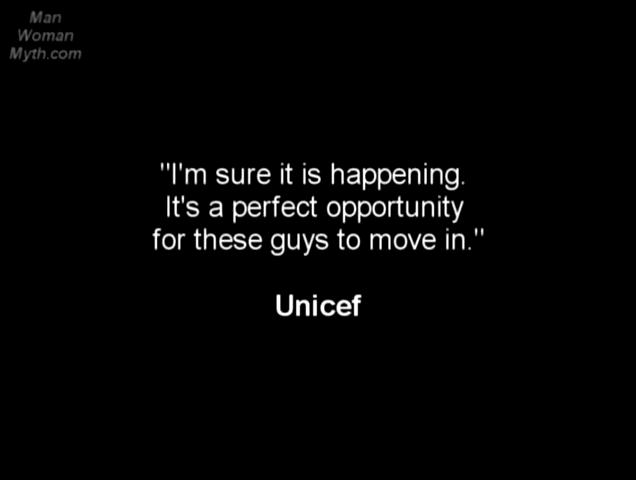 Man
Woman
Myth.com
"I'm sure it is happening.
It's a perfect opportunity
for these guys to move in."
Unicef